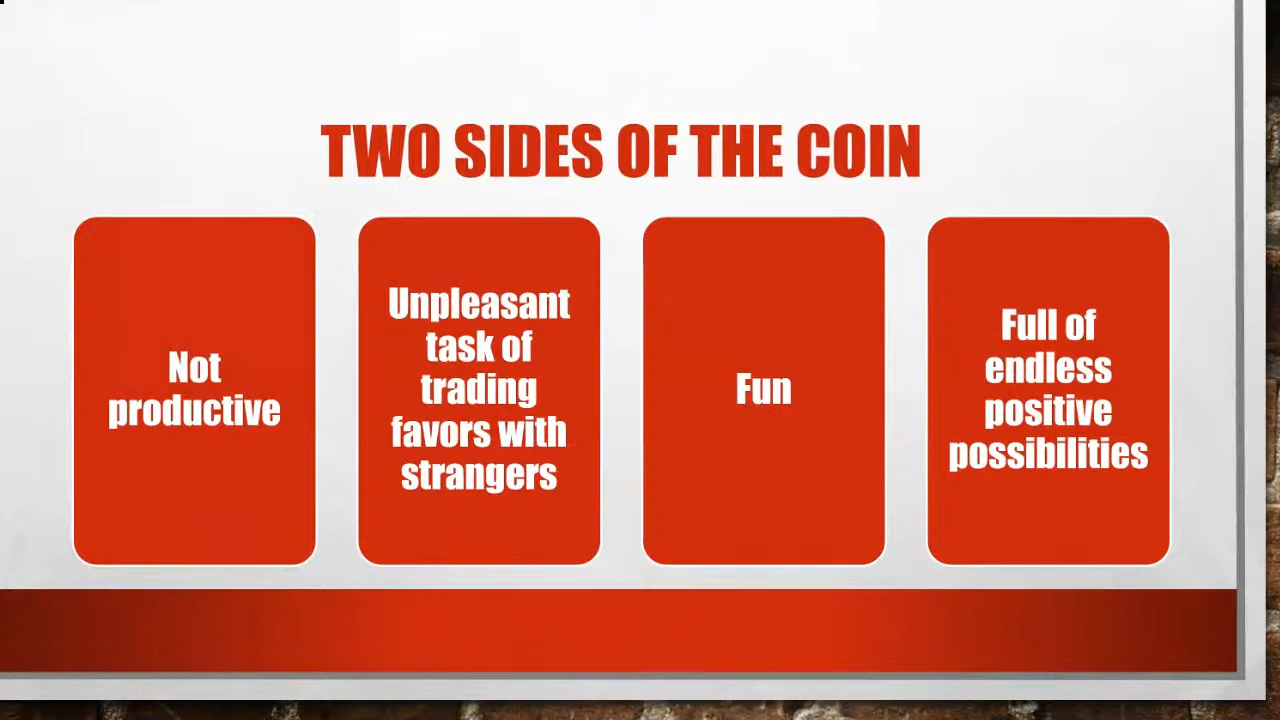 TWO SIDES OF THE COIN
Not
productive
Unpleasant
task of
trading
favors with
strangers
Fun
Full of
endless
positive
possibilities